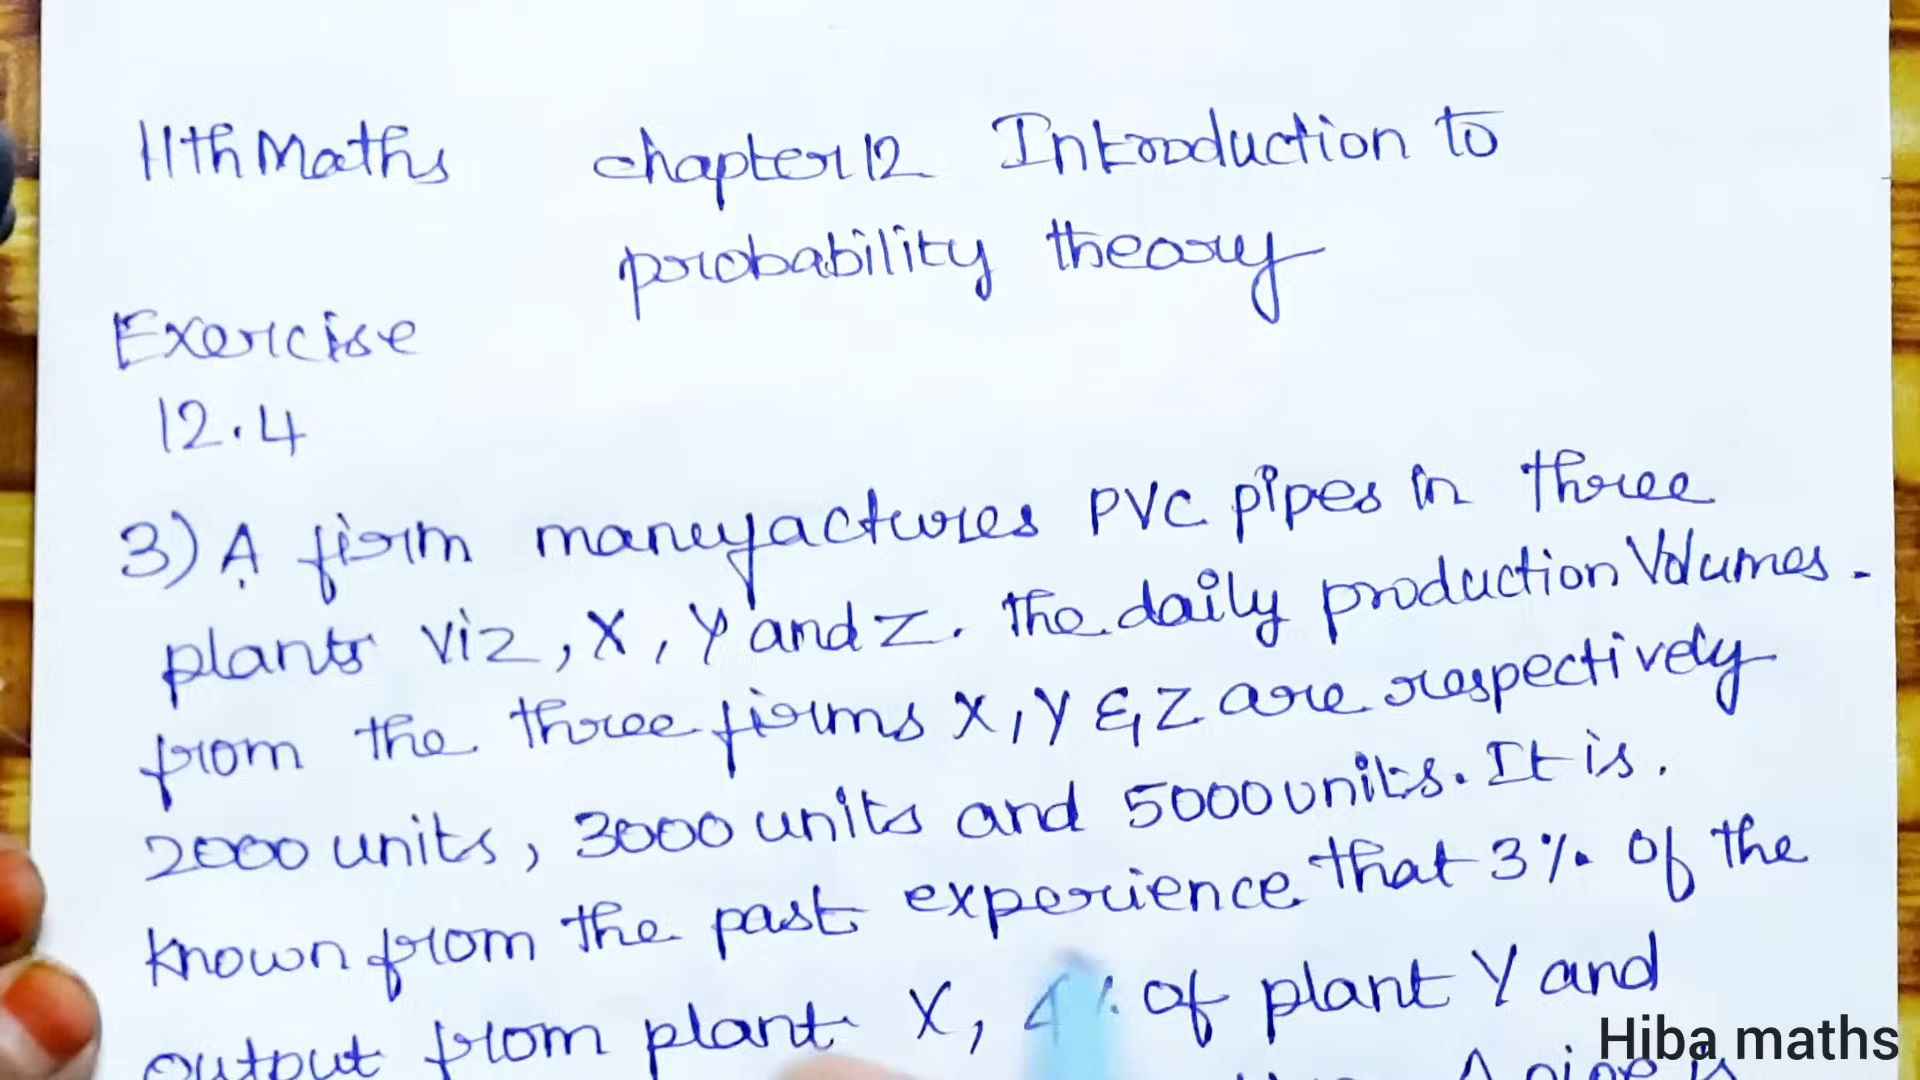 11th Maths chapter 12 Introduction to
probability theory
Exercise
12.4
3) A firm manufactures PVC pipes in three
plants viz, X, Y and Z. The daily production Volumes.
from the three firms X, Y & Z are respectively
2000 units, 3000 units and 5000 units. It is.
known from the past experience that 3% of the
output from plant X, 4% of plant Y and
A pipe is
Hiba maths